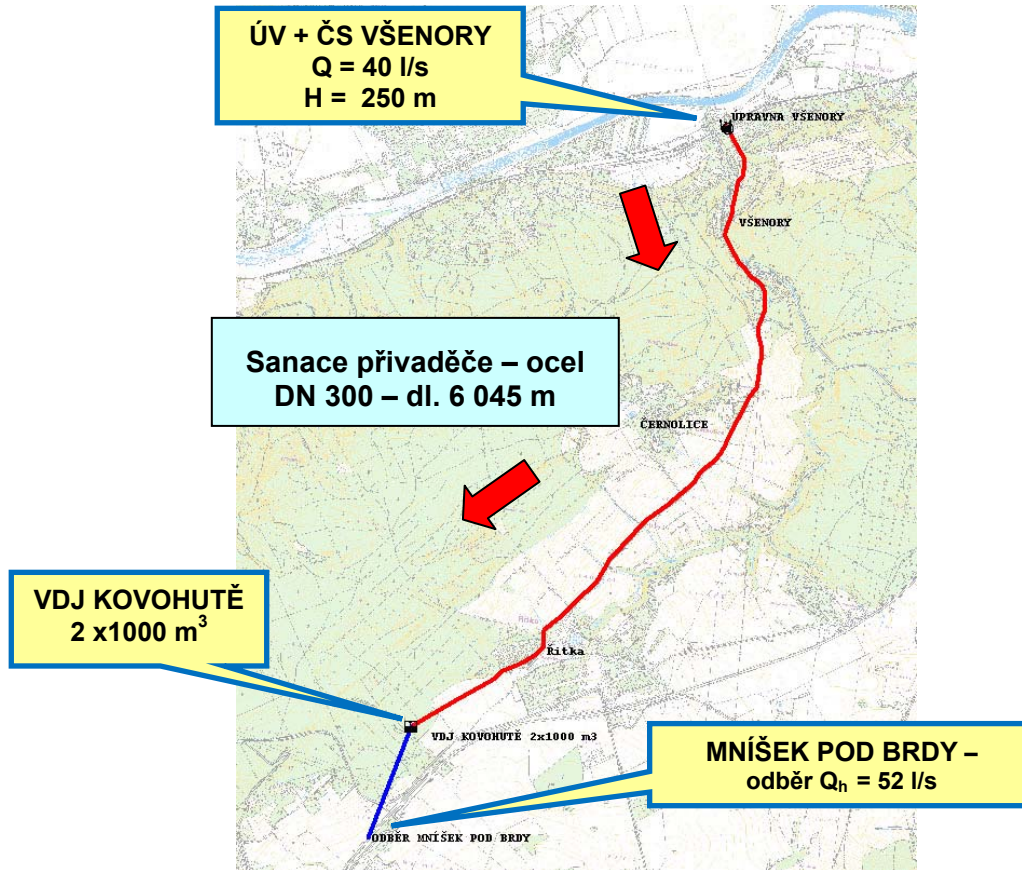 ÚV + ČS VŠENORY
Q = 40 l/s
H = 250 m
ÚPRAVNA VŠENORY
VŠENORY
Sanace přivaděče – ocel
DN 300 – dl. 6 045 m
ČERNOLICE
VDJ KOVOHUTĚ
2 x1000 m³
Řitka
VDJ KOVOHUTĚ 2x1000 m3
MNÍŠEK POD BRDY –
odběr Qₕ = 52 l/s
ODBĚR MNÍŠEK POD BRDY